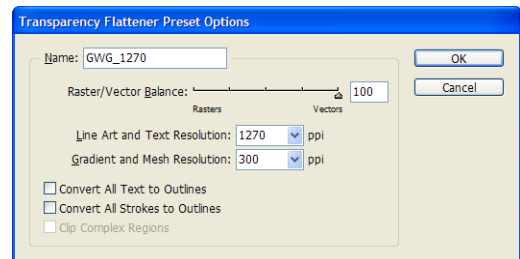 Transparency Flattener Preset Options
Name: GWG_1270
OK
Raster/Vector Balance: 100
Cancel
Rasters Vectors
Line Art and Text Resolution: 1270 ppi
Gradient and Mesh Resolution: 300 ppi
Convert All Text to Outlines
Convert All Strokes to Outlines
Clip Complex Regions